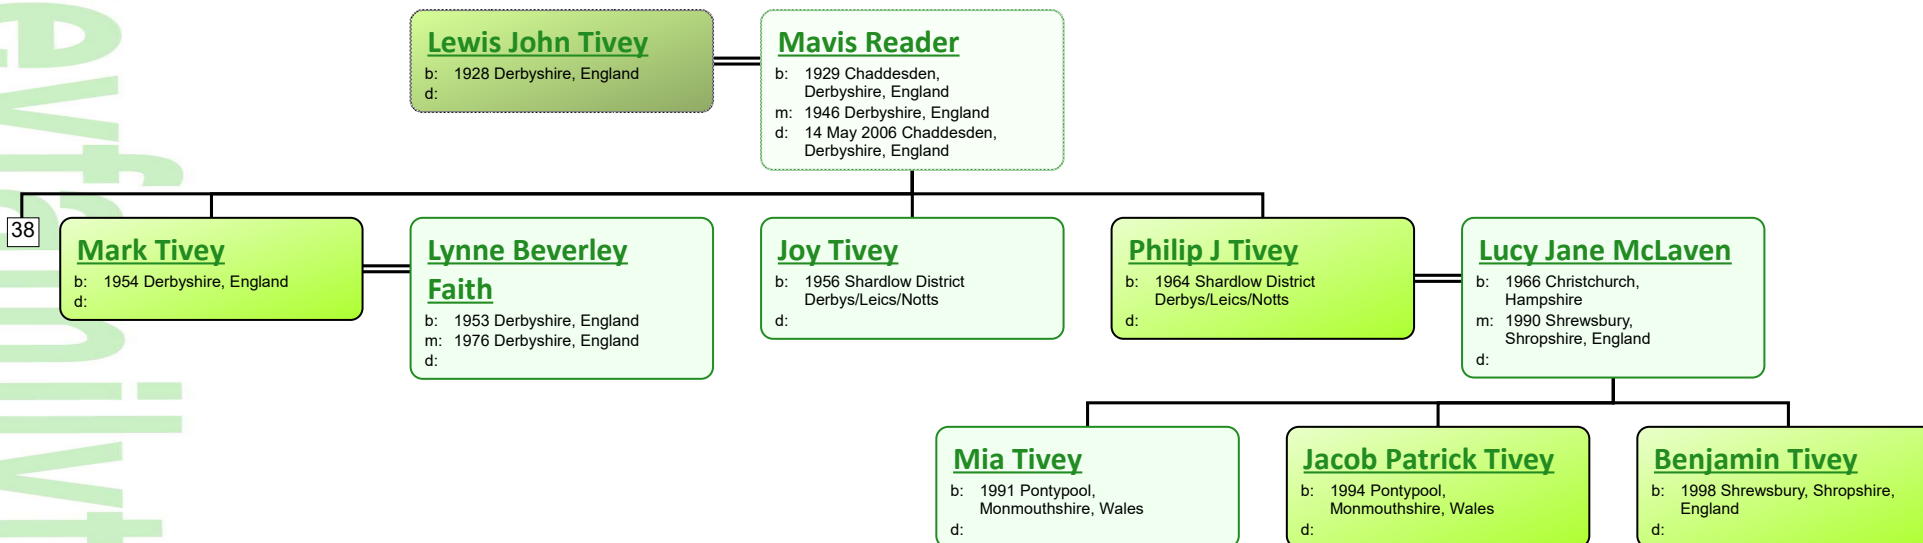 Lewis John Tivey
b: 1928 Derbyshire, England
d:
Mavis Reader
b: 1929 Chaddesden,
Derbyshire, England
m: 1946 Derbyshire, England
d: 14 May 2006 Chaddesden,
Derbyshire, England
38
Mark Tivey
b: 1954 Derbyshire, England
d:
Lynne Beverley
Faith
b: 1953 Derbyshire, England
m: 1976 Derbyshire, England
d:
Joy Tivey
b: 1956 Shardlow District
Derbys/Leics/Notts
d:
Philip J Tivey
b: 1964 Shardlow District
Derbys/Leics/Notts
d:
Lucy Jane McLaven
b: 1966 Christchurch,
Hampshire
m: 1990 Shrewsbury,
Shropshire, England
d:
Mia Tivey
b: 1991 Pontypool,
Monmouthshire, Wales
d:
Jacob Patrick Tivey
b: 1994 Pontypool,
Monmouthshire, Wales
d:
Benjamin Tivey
b: 1998 Shrewsbury, Shropshire,
England
d: